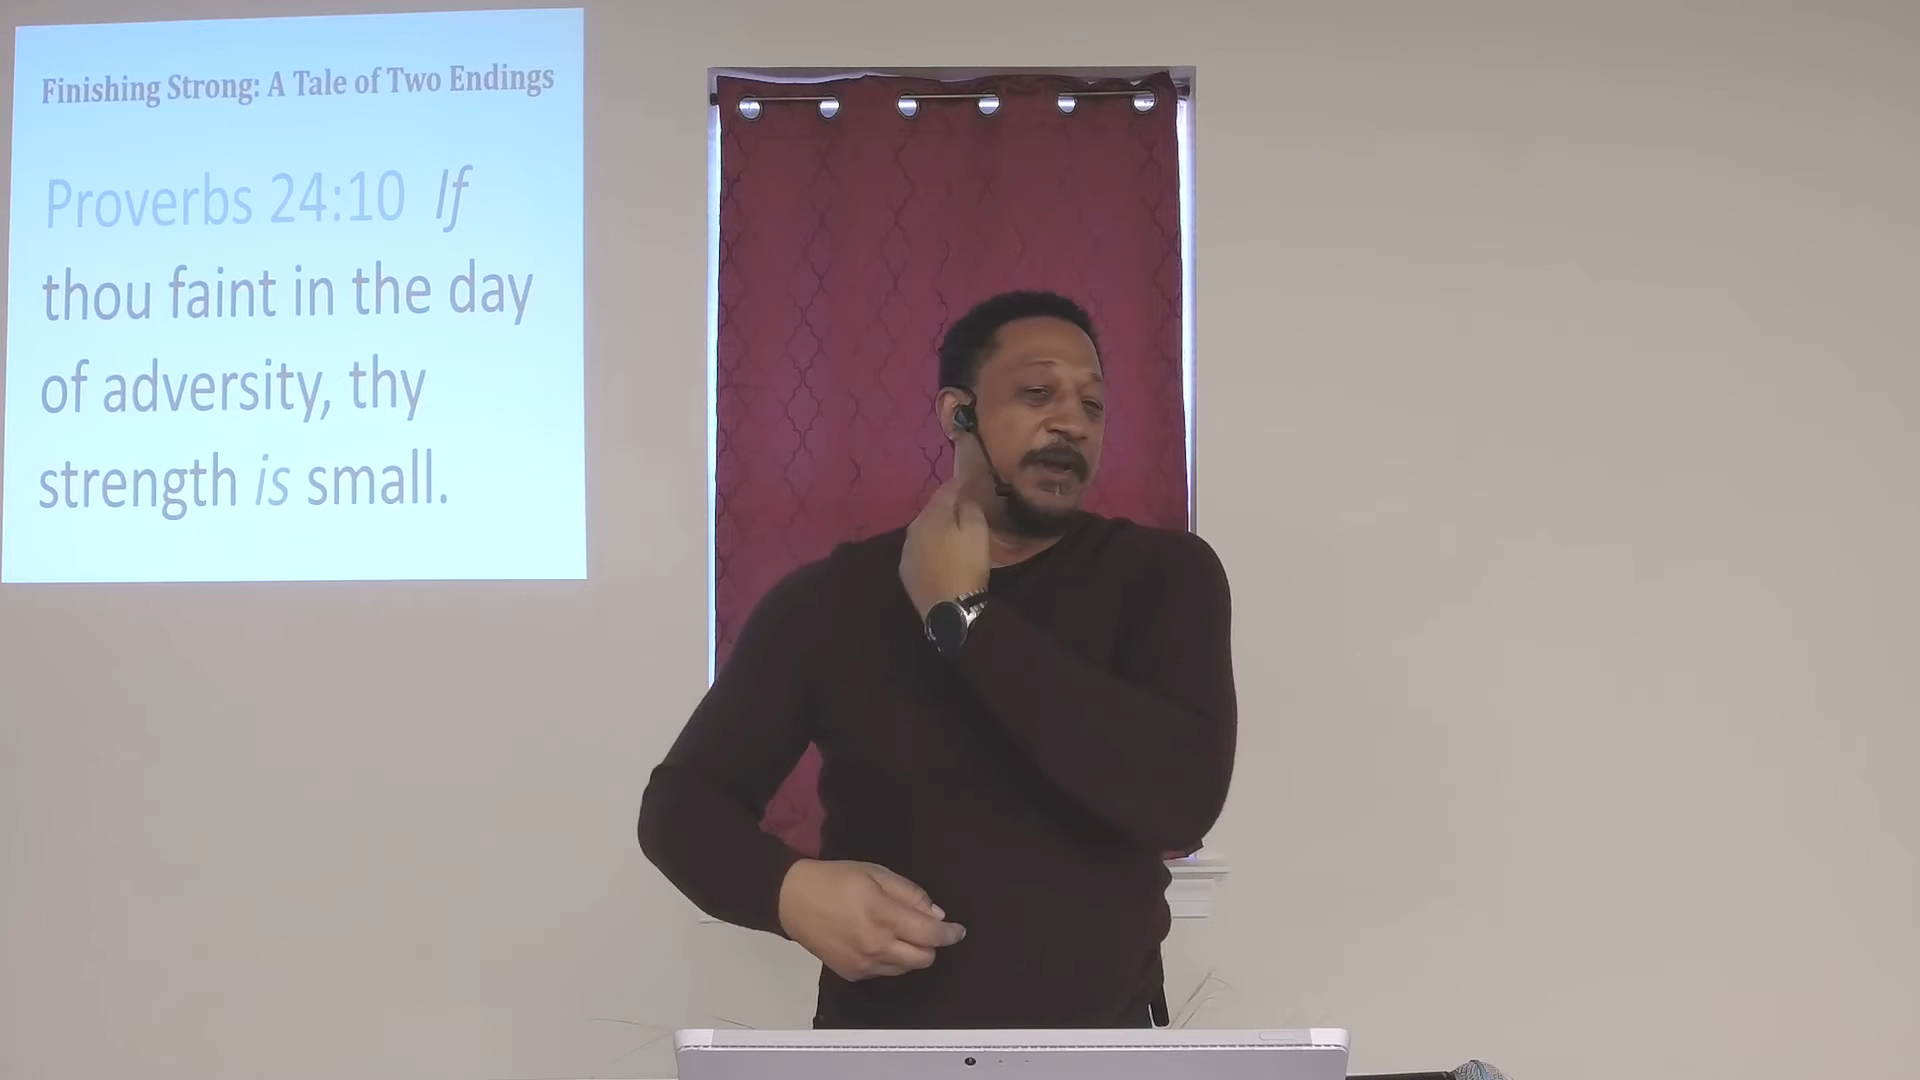 Finishing Strong: A Tale of Two Endings
Proverbs 24:10 If
thou faint in the day
of adversity, thy
strength is small.